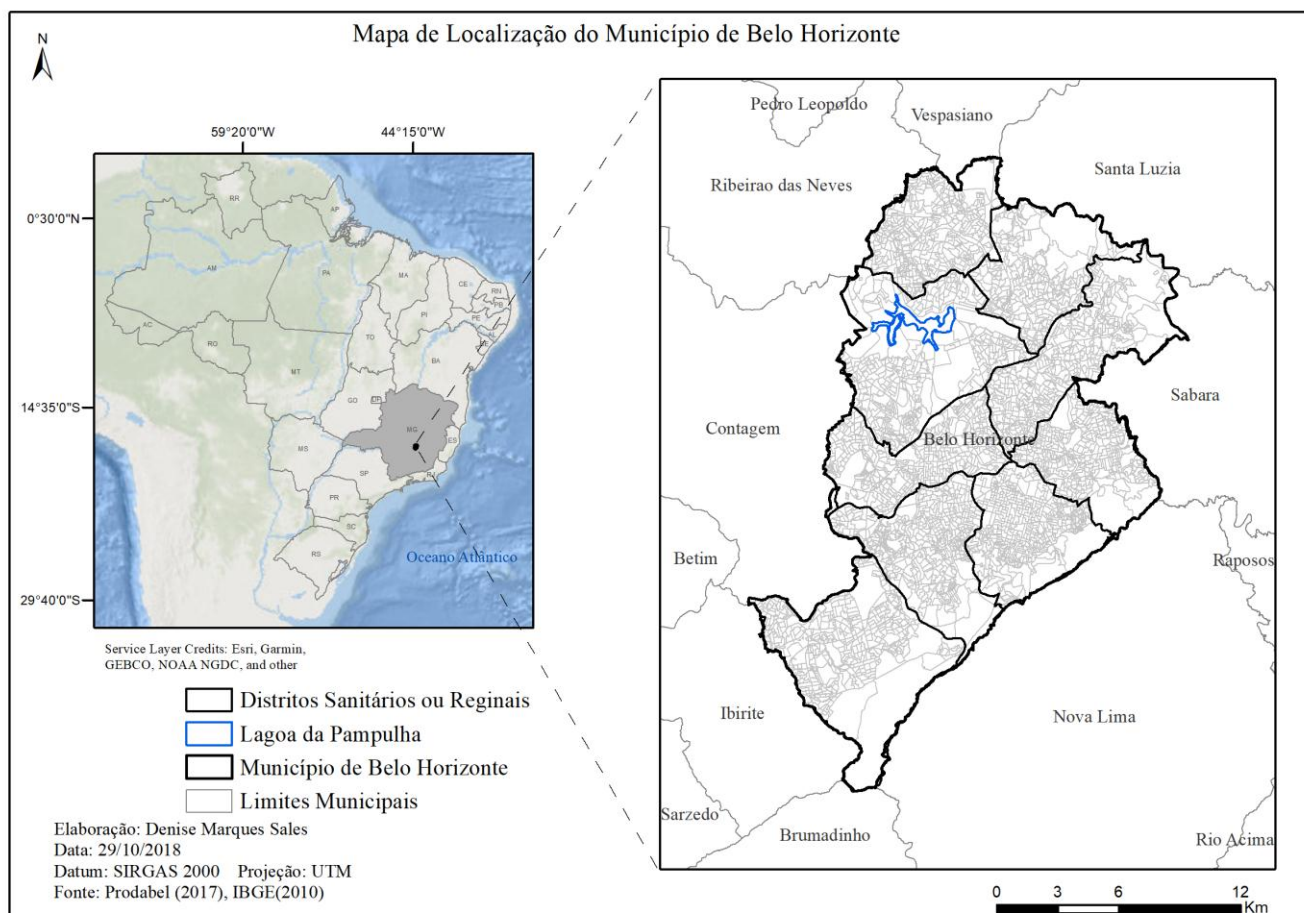 Mapa de Localização do Município de Belo Horizonte
N
59°20'0"W
44°15'0"W
0°30'0"N
14°35'0"S
29°40'0"S
RR
AP
AM
PA
MA
CE
RN
PB
PE
PI
AL
SE
AC
RO
TO
BA
MT
GO
DF
MG
ES
MS
SP
RJ
PR
SC
RS
Oceano Atlântico
Service Layer Credits: Esri, Garmin,
GEBCO, NOAA NGDC, and other
Distritos Sanitários ou Reginais
Lagoa da Pampulha
Município de Belo Horizonte
Limites Municipais
Elaboração: Denise Marques Sales
Data: 29/10/2018
Datum: SIRGAS 2000 Projeção: UTM
Fonte: Prodabel (2017), IBGE(2010)
Pedro Leopoldo
Vespasiano
Santa Luzia
Ribeirao das Neves
Sabara
Contagem
Belo Horizonte
Betim
Raposos
Ibirite
Nova Lima
Sarzedo
Brumadinho
Rio Acima
0 3 6 12
Km